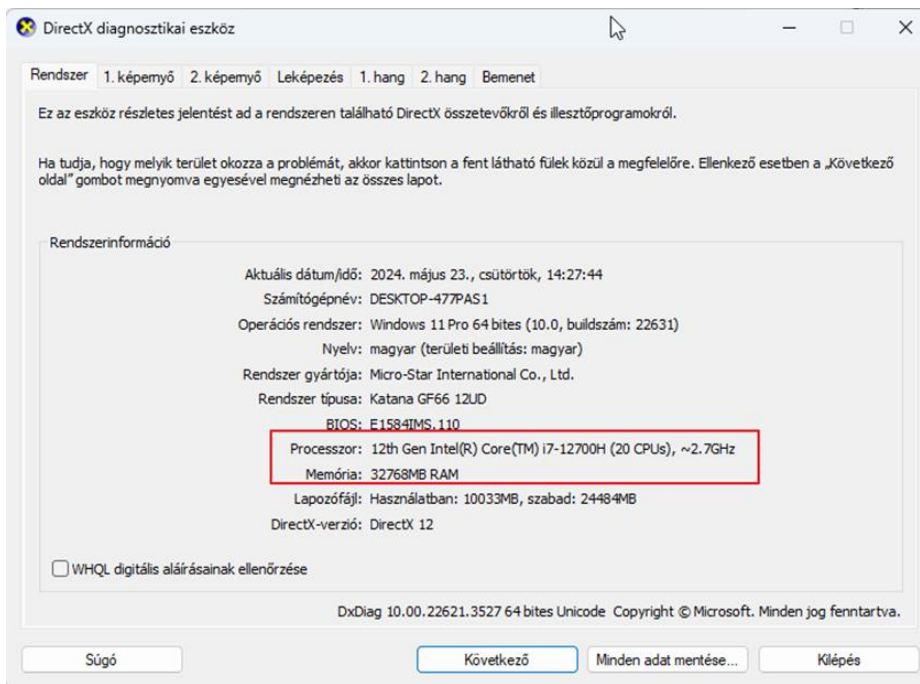 DirectX diagnosztikai eszköz
Rendszer 1. képernyő 2. képernyő Leképezés 1. hang 2. hang Bemenet
Ez az eszköz részletes jelentést ad a rendszeren található DirectX összetevőkről és illesztőprogramokról.
Ha tudja, hogy melyik terület okozza a problémát, akkor kattintson a fent látható fülek közül a megfelelőre. Ellenkező esetben a „Következő
oldal” gombot megnyomva egyesével megnézheti az összes lapot.
Rendszerinformáció
Aktuális dátum/idő: 2024. május 23., csütörtök, 14:27:44
Számítógépnév: DESKTOP-477PAS1
Operációs rendszer: Windows 11 Pro 64 bites (10.0, buildszám: 22631)
Nyelv: magyar (területi beállítás: magyar)
Rendszer gyártója: Micro-Star International Co., Ltd.
Rendszer típusa: Katana GF66 12UD
BIOS: E1584IMS.110
Processzor: 12th Gen Intel(R) Core(TM) i7-12700H (20 CPUs), ~2.7GHz
Memória: 32768MB RAM
Lapozófájl: Használatban: 10033MB, szabad: 24484MB
DirectX-verzió: DirectX 12
WHQL digitális aláírásainak ellenőrzése
DxDiag 10.00.22621.3527 64 bites Unicode Copyright © Microsoft. Minden jog fenntartva.
Súgó Következő Minden adat mentése... Kilépés